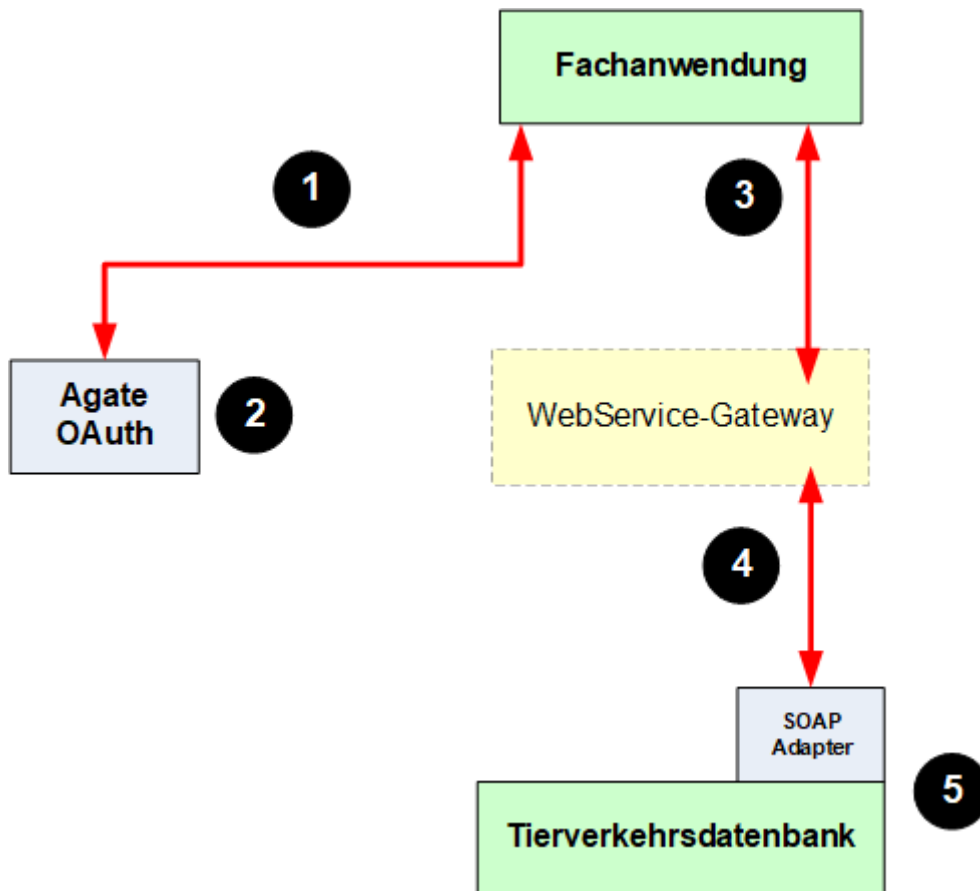 Fachanwendung
1
3
Agate
OAuth
2
WebService-Gateway
4
SOAP
Adapter
5
Tierverkehrsdatenbank